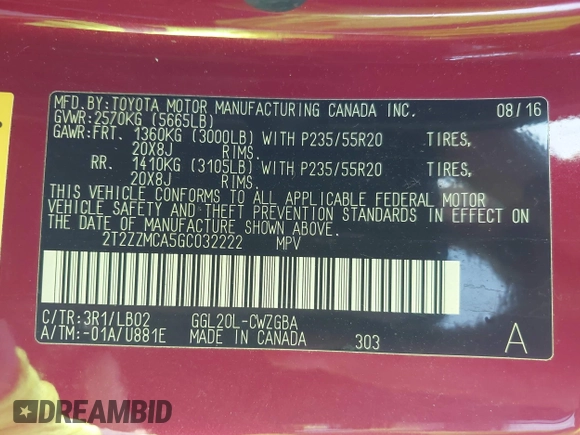 MFD.BY:TOYOTA MOTOR MANUFACTURING CANADA INC. 08/16
GVWR:2570KG (5665LB)
GAWR:FRT. 1360KG (3000LB) WITH P235/55R20 TIRES,
20X8J RIMS.
RR. 1410KG (3105LB) WITH P235/55R20 TIRES,
20X8J RIMS.
THIS VEHICLE CONFORMS TO ALL APPLICABLE FEDERAL MOTOR
VEHICLE SAFETY AND THEFT PREVENTION STANDARDS IN EFFECT ON
THE DATE OF MANUFACTURE SHOWN ABOVE.
2T2ZZMCA5GC032222 MPV
C/TR:3R1/LB02 GGL20L-CWZGBA
A/TM:-01A/U881E MADE IN CANADA 303 A
DREAMBID